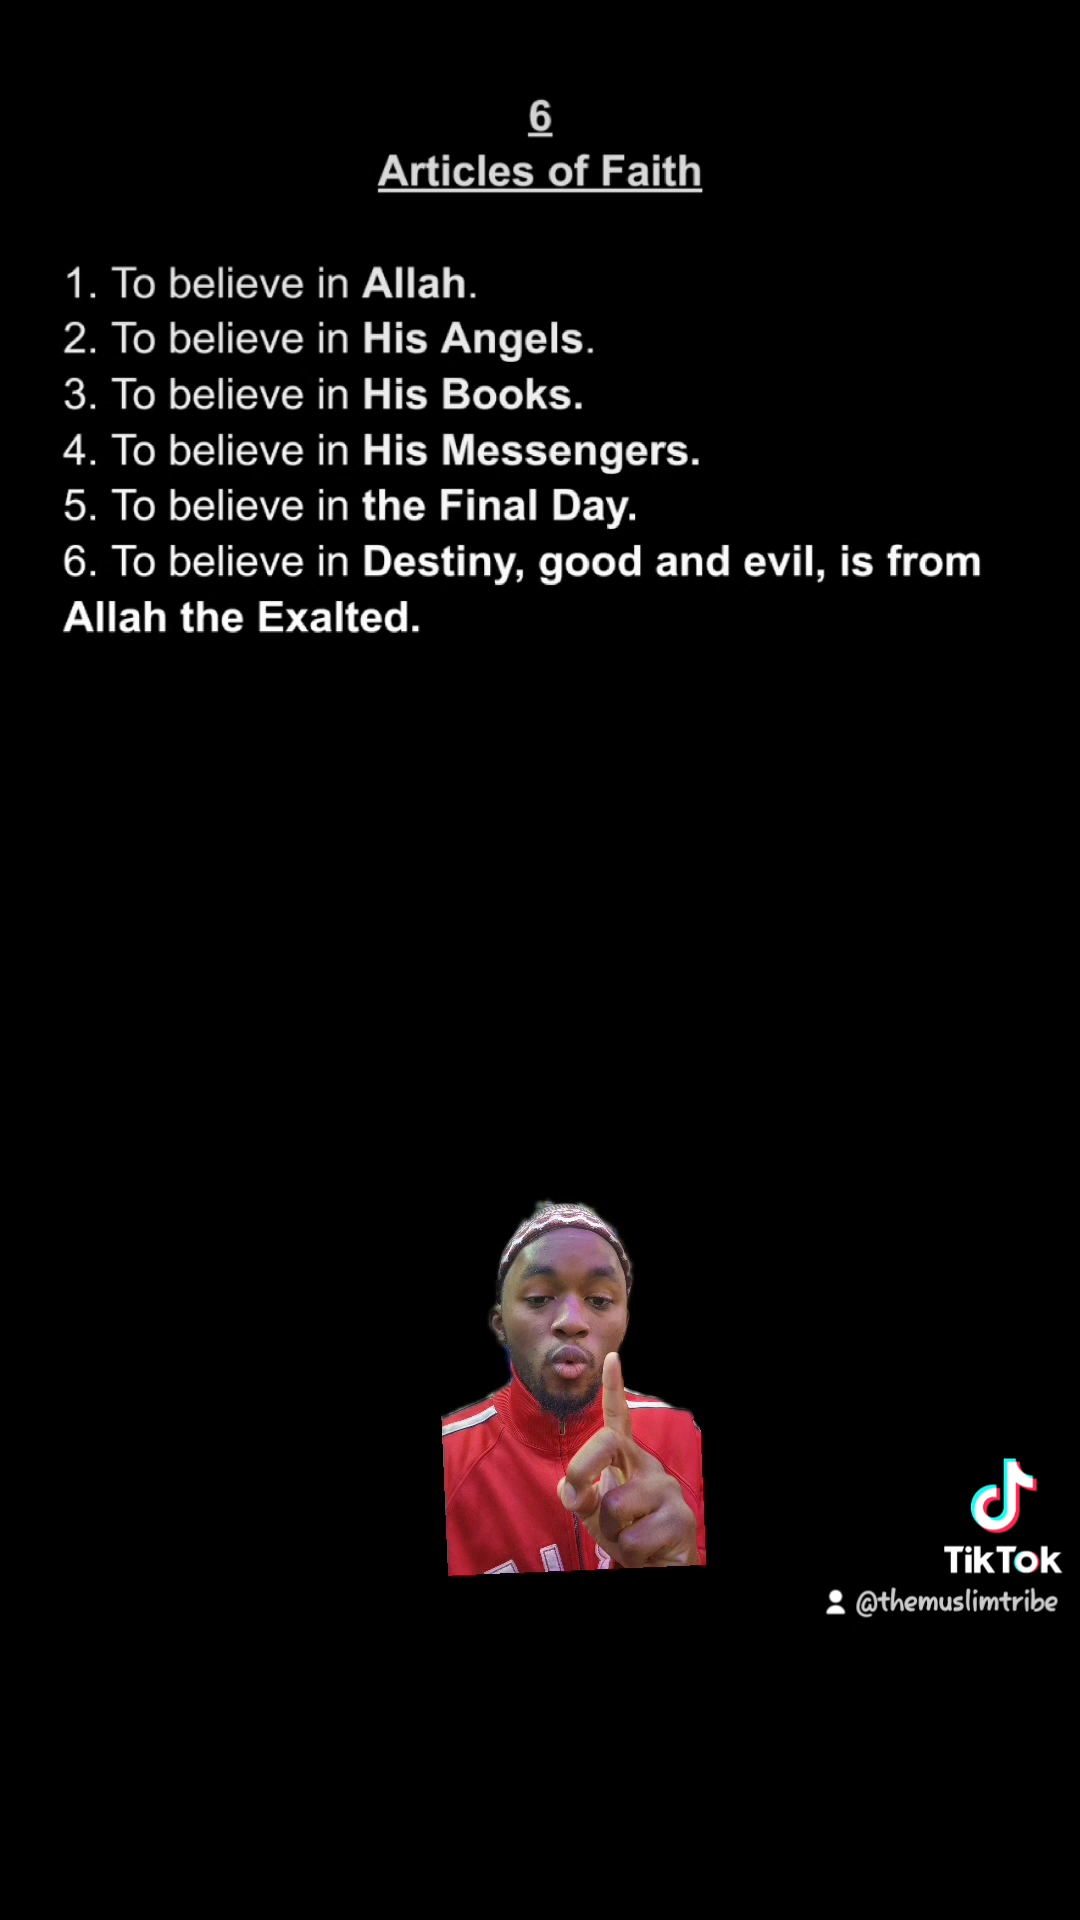 6
Articles of Faith
1. To believe in Allah.
2. To believe in His Angels.
3. To believe in His Books.
4. To believe in His Messengers.
5. To believe in the Final Day.
6. To believe in Destiny, good and evil, is from
Allah the Exalted.
TikTok
@themuslimtribe